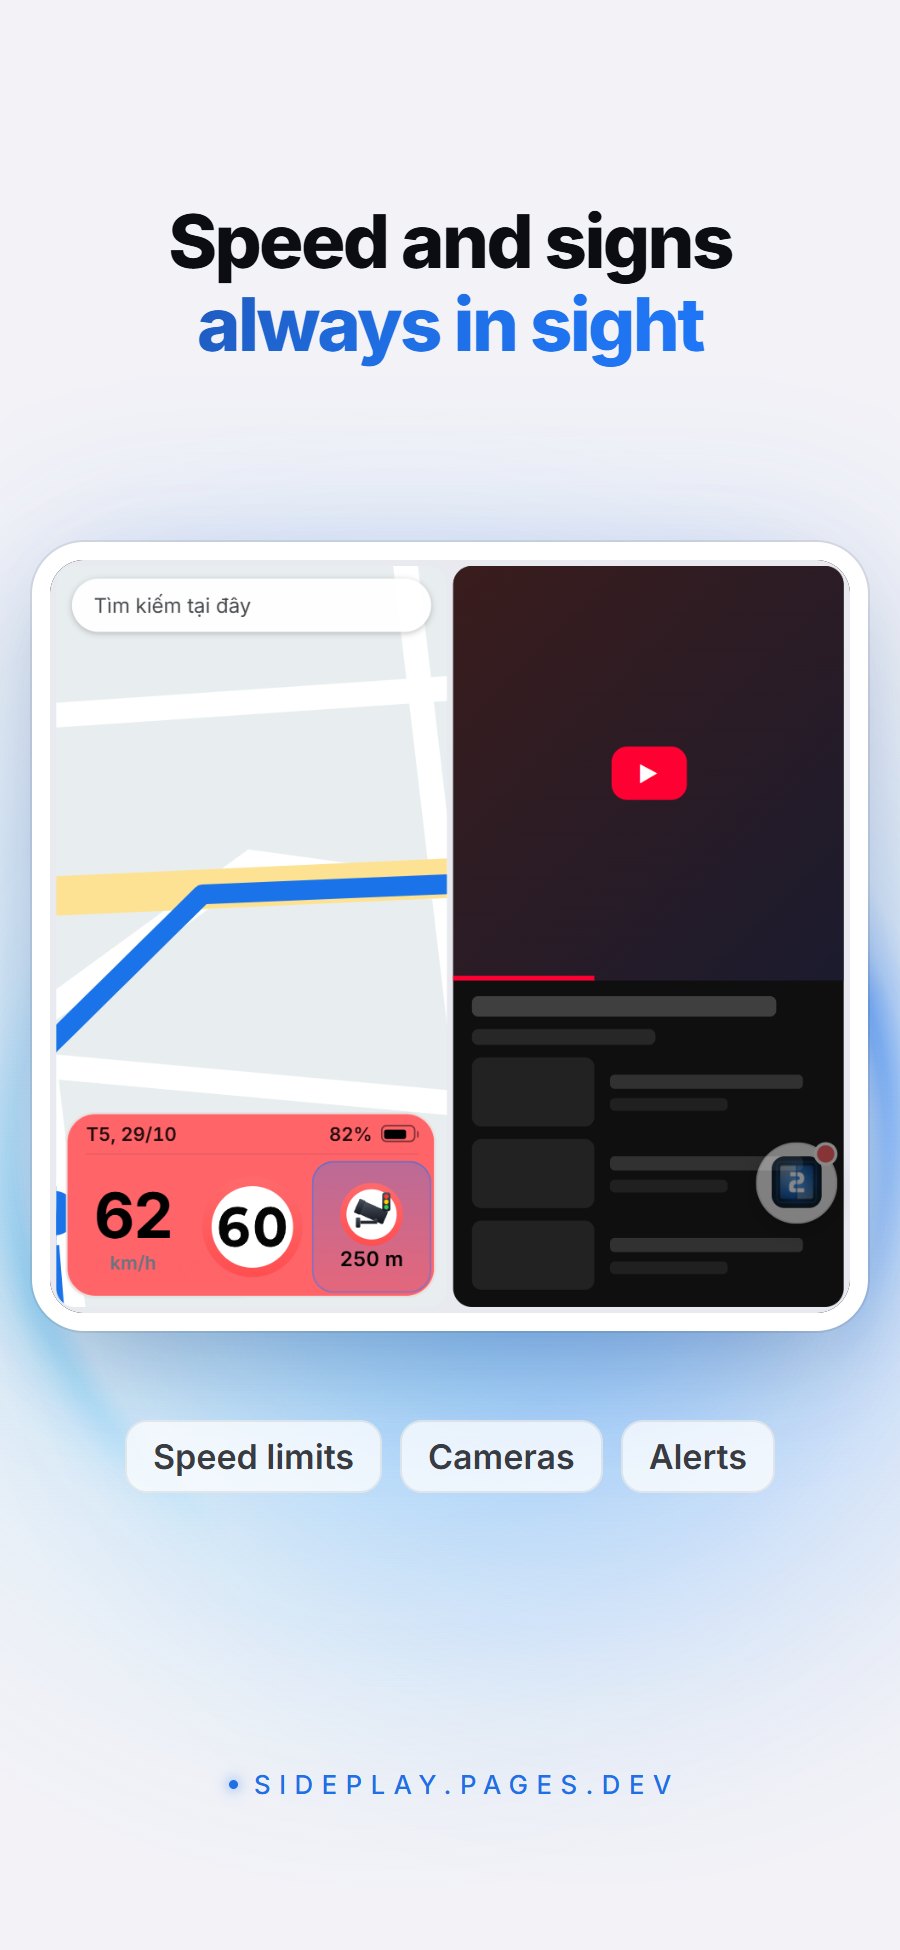 Speed and signs
always in sight
Tìm kiếm tại đây
T5, 29/10 82%
62
km/h
60
250 m
Speed limits Cameras Alerts
SIDEPLAY.PAGES.DEV